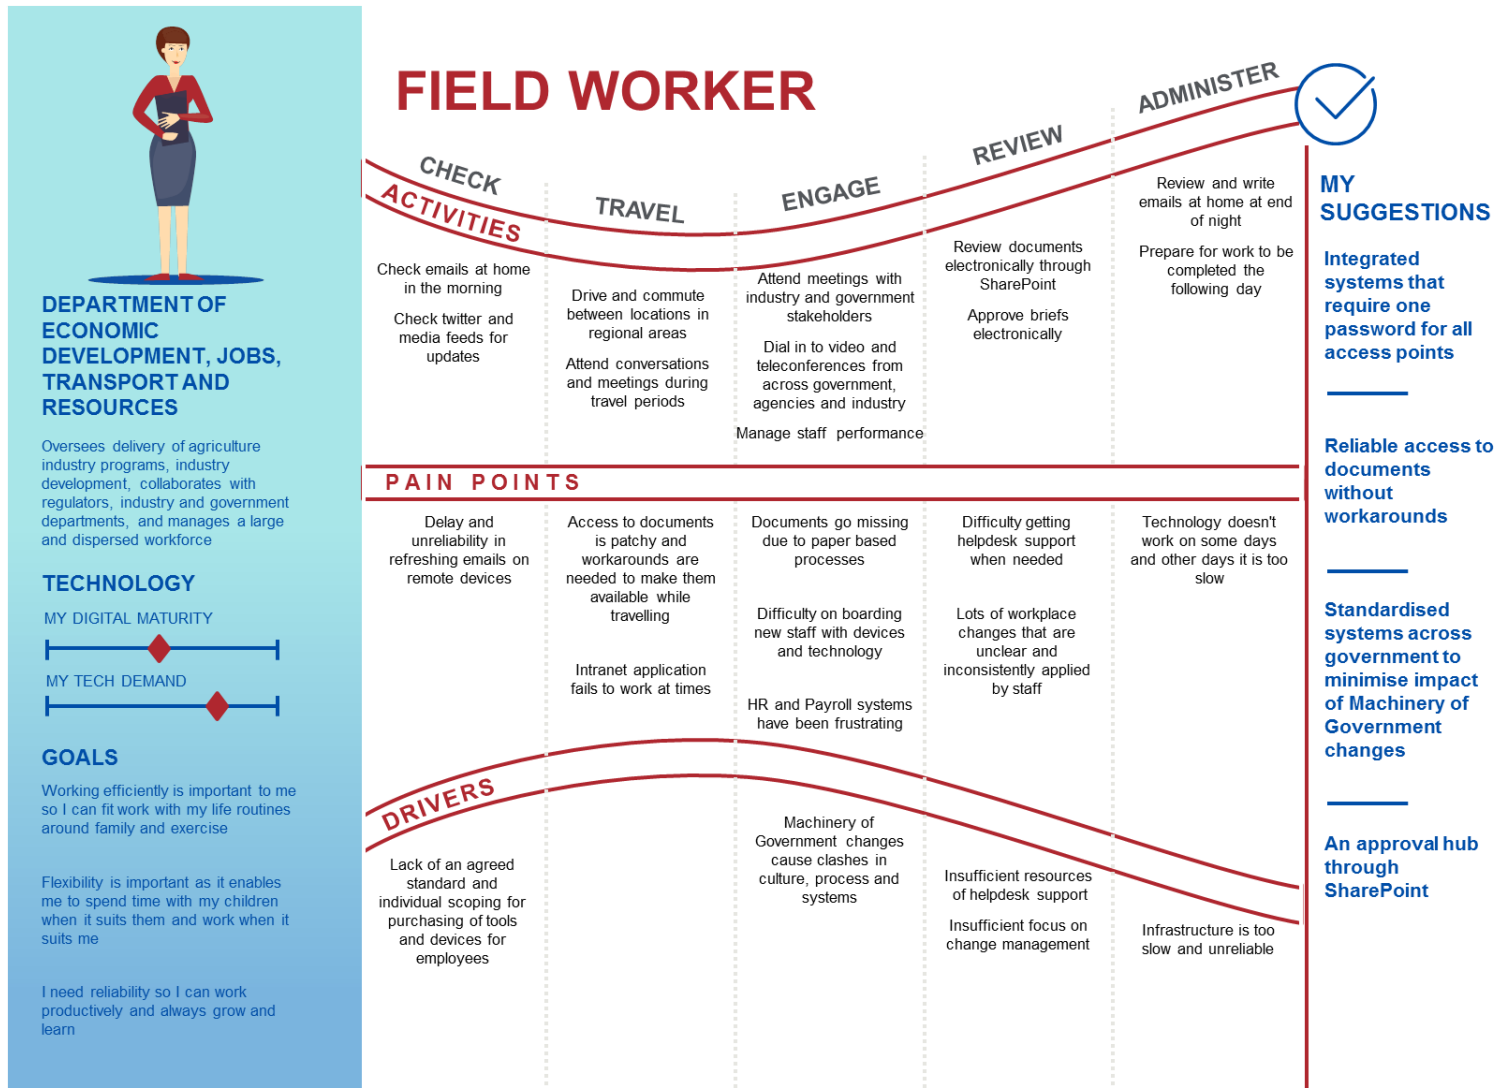 FIELD WORKER
DEPARTMENT OF
ECONOMIC
DEVELOPMENT, JOBS,
TRANSPORT AND
RESOURCES
Oversees delivery of agriculture
industry programs, industry
development, collaborates with
regulators, industry and government
departments, and manages a large
and dispersed workforce
TECHNOLOGY
MY DIGITAL MATURITY
MY TECH DEMAND
GOALS
Working efficiently is important to me
so I can fit work with my life routines
around family and exercise
Flexibility is important as it enables
me to spend time with my children
when it suits them and work when it
suits me
I need reliability so I can work
productively and always grow and
learn
CHECK
TRAVEL
ENGAGE
REVIEW
ADMINISTER
ACTIVITIES
Check emails at home
in the morning
Check twitter and
media feeds for
updates
Drive and commute
between locations in
regional areas
Attend conversations
and meetings during
travel periods
Attend meetings with
industry and government
stakeholders
Dial in to video and
teleconferences from
across government,
agencies and industry
Manage staff performance
Review documents
electronically through
SharePoint
Approve briefs
electronically
Review and write
emails at home at end
of night
Prepare for work to be
completed the
following day
PAIN POINTS
Delay and
unreliability in
refreshing emails on
remote devices
Access to documents
is patchy and
workarounds are
needed to make them
available while
travelling
Intranet application
fails to work at times
Documents go missing
due to paper based
processes
Difficulty on boarding
new staff with devices
and technology
HR and Payroll systems
have been frustrating
Difficulty getting
helpdesk support
when needed
Lots of workplace
changes that are
unclear and
inconsistently applied
by staff
Technology doesn't
work on some days
and other days it is too
slow
DRIVERS
Lack of an agreed
standard and
individual scoping for
purchasing of tools
and devices for
employees
Machinery of
Government changes
cause clashes in
culture, process and
systems
Insufficient resources
of helpdesk support
Insufficient focus on
change management
Infrastructure is too
slow and unreliable
MY
SUGGESTIONS
Integrated
systems that
require one
password for all
access points
Reliable access to
documents
without
workarounds
Standardised
systems across
government to
minimise impact
of Machinery of
Government
changes
An approval hub
through
SharePoint